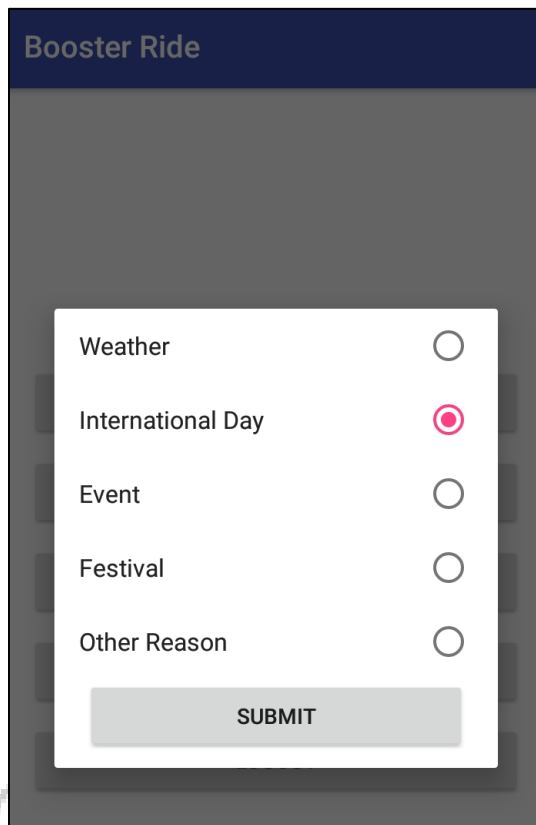 Booster Ride
Weather
International Day
Event
Festival
Other Reason
SUBMIT